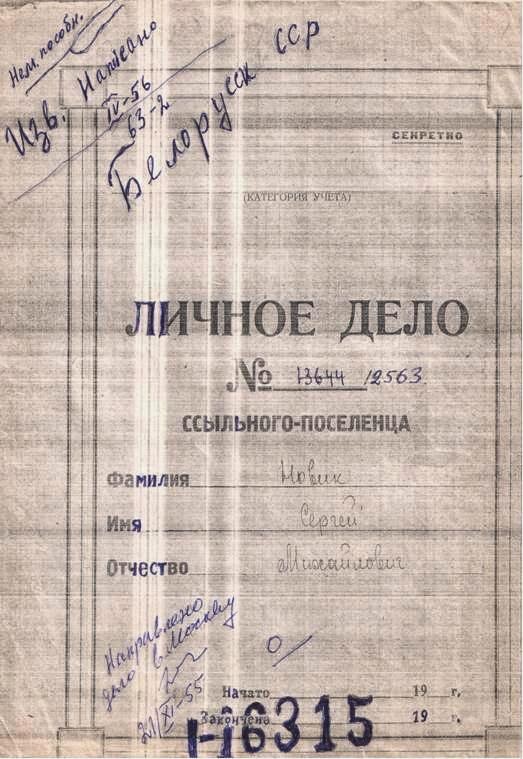 Нем. пособн.
Изв. Написано
IV-56
63-2
Белорусск ССР
СЕКРЕТНО
(КАТЕГОРИЯ УЧЕТА)
ЛИЧНОЕ ДЕЛО
№ 13644 12563.
ССЫЛЬНОГО-ПОСЕЛЕНЦА
Фамилия Новик
Имя Сергей
Отчество Михайлович
Направлено
дело в Москву
21/XI-55
Начато 19 г.
Закончено 19 г.
1-16315